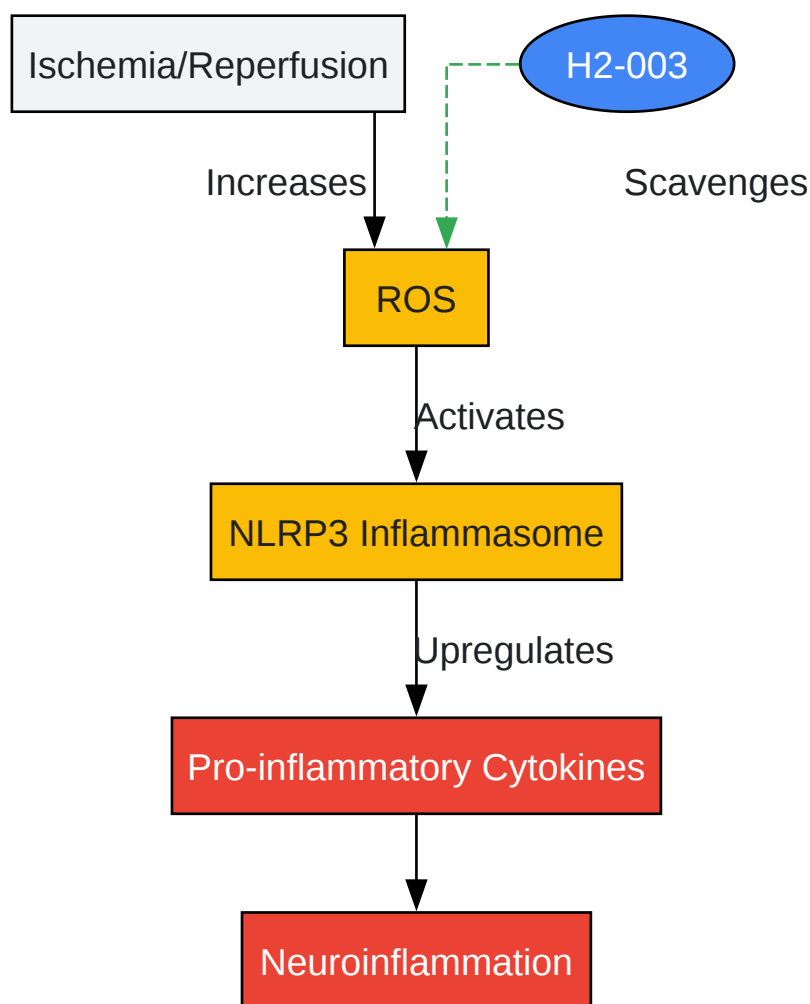 Ischemia/Reperfusion
H2-003
Increases
Scavenges
ROS
Activates
NLRP3 Inflammasome
Upregulates
Pro-inflammatory Cytokines
Neuroinflammation